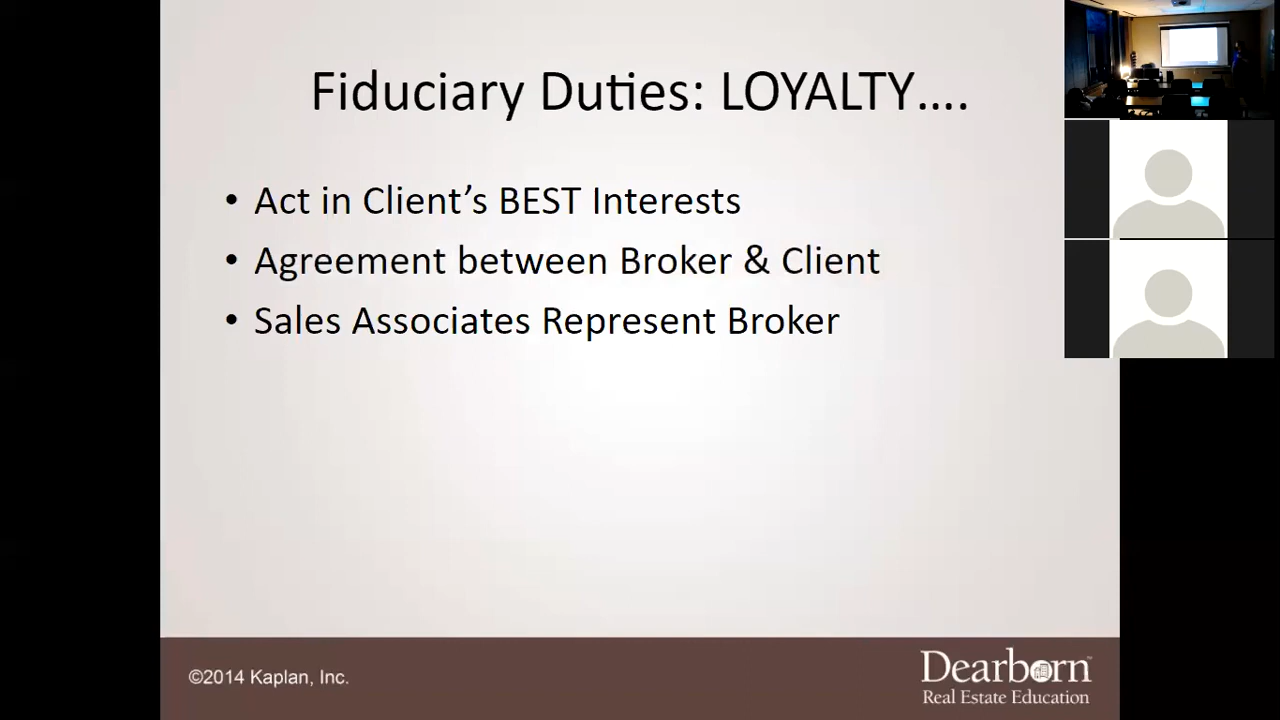 Fiduciary Duties: LOYALTY....
• Act in Client’s BEST Interests
• Agreement between Broker & Client
• Sales Associates Represent Broker
©2014 Kaplan, Inc.
Dearborn™
Real Estate Education